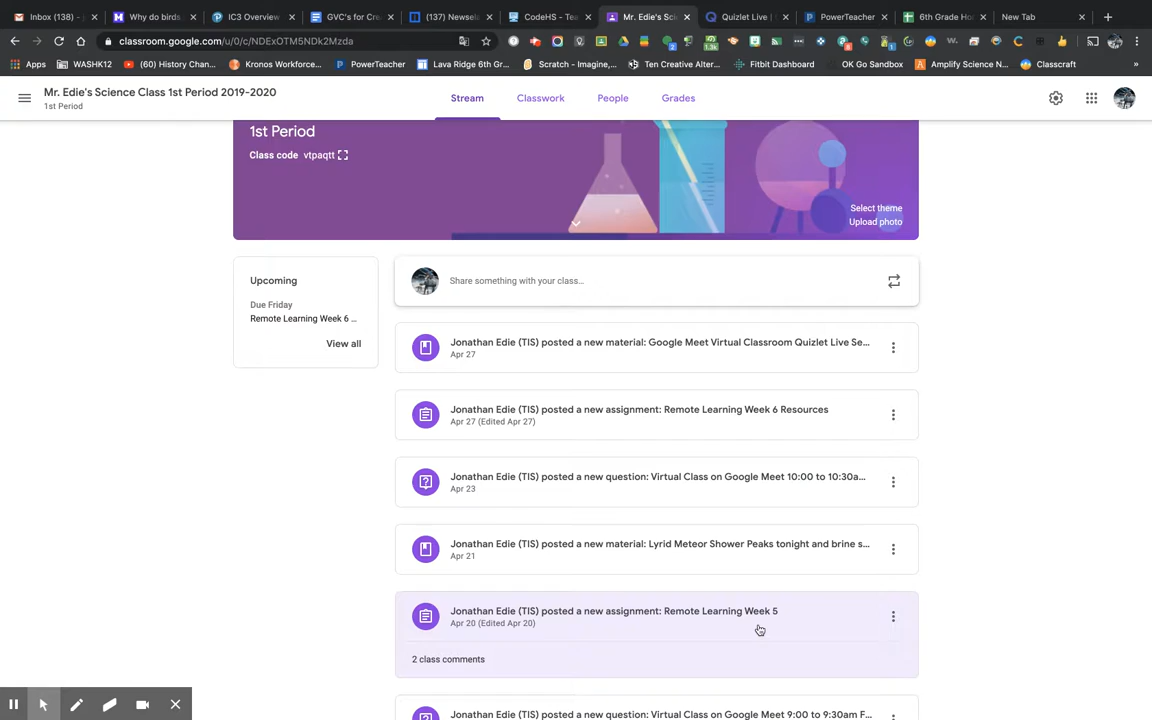 Inbox (138) -
Why do birds
IC3 Overview
GVC's for Cre
(137) Newsela
CodeHS - Tea
Mr. Edie's Sci
Quizlet Live |
PowerTeacher
6th Grade Ho
New Tab
classroom.google.com/u/0/c/NDExOTM5NDk2Mzda
Apps
WASHK12
(60) History Chan...
Kronos Workforce...
PowerTeacher
Lava Ridge 6th Gr...
Scratch - Imagine,...
Ten Creative Alter...
Fitbit Dashboard
OK Go Sandbox
Amplify Science N...
Classcraft
»
Mr. Edie's Science Class 1st Period 2019-2020
1st Period
Stream
Classwork
People
Grades
1st Period
Class code vtpaqtt
Select theme
Upload photo
Upcoming
Due Friday
Remote Learning Week 6 ...
View all
Share something with your class...
Jonathan Edie (TIS) posted a new material: Google Meet Virtual Classroom Quizlet Live Se...
Apr 27
Jonathan Edie (TIS) posted a new assignment: Remote Learning Week 6 Resources
Apr 27 (Edited Apr 27)
Jonathan Edie (TIS) posted a new question: Virtual Class on Google Meet 10:00 to 10:30a...
Apr 23
Jonathan Edie (TIS) posted a new material: Lyrid Meteor Shower Peaks tonight and brine s...
Apr 21
Jonathan Edie (TIS) posted a new assignment: Remote Learning Week 5
Apr 20 (Edited Apr 20)
2 class comments
Jonathan Edie (TIS) posted a new question: Virtual Class on Google Meet 9:00 to 9:30am F...